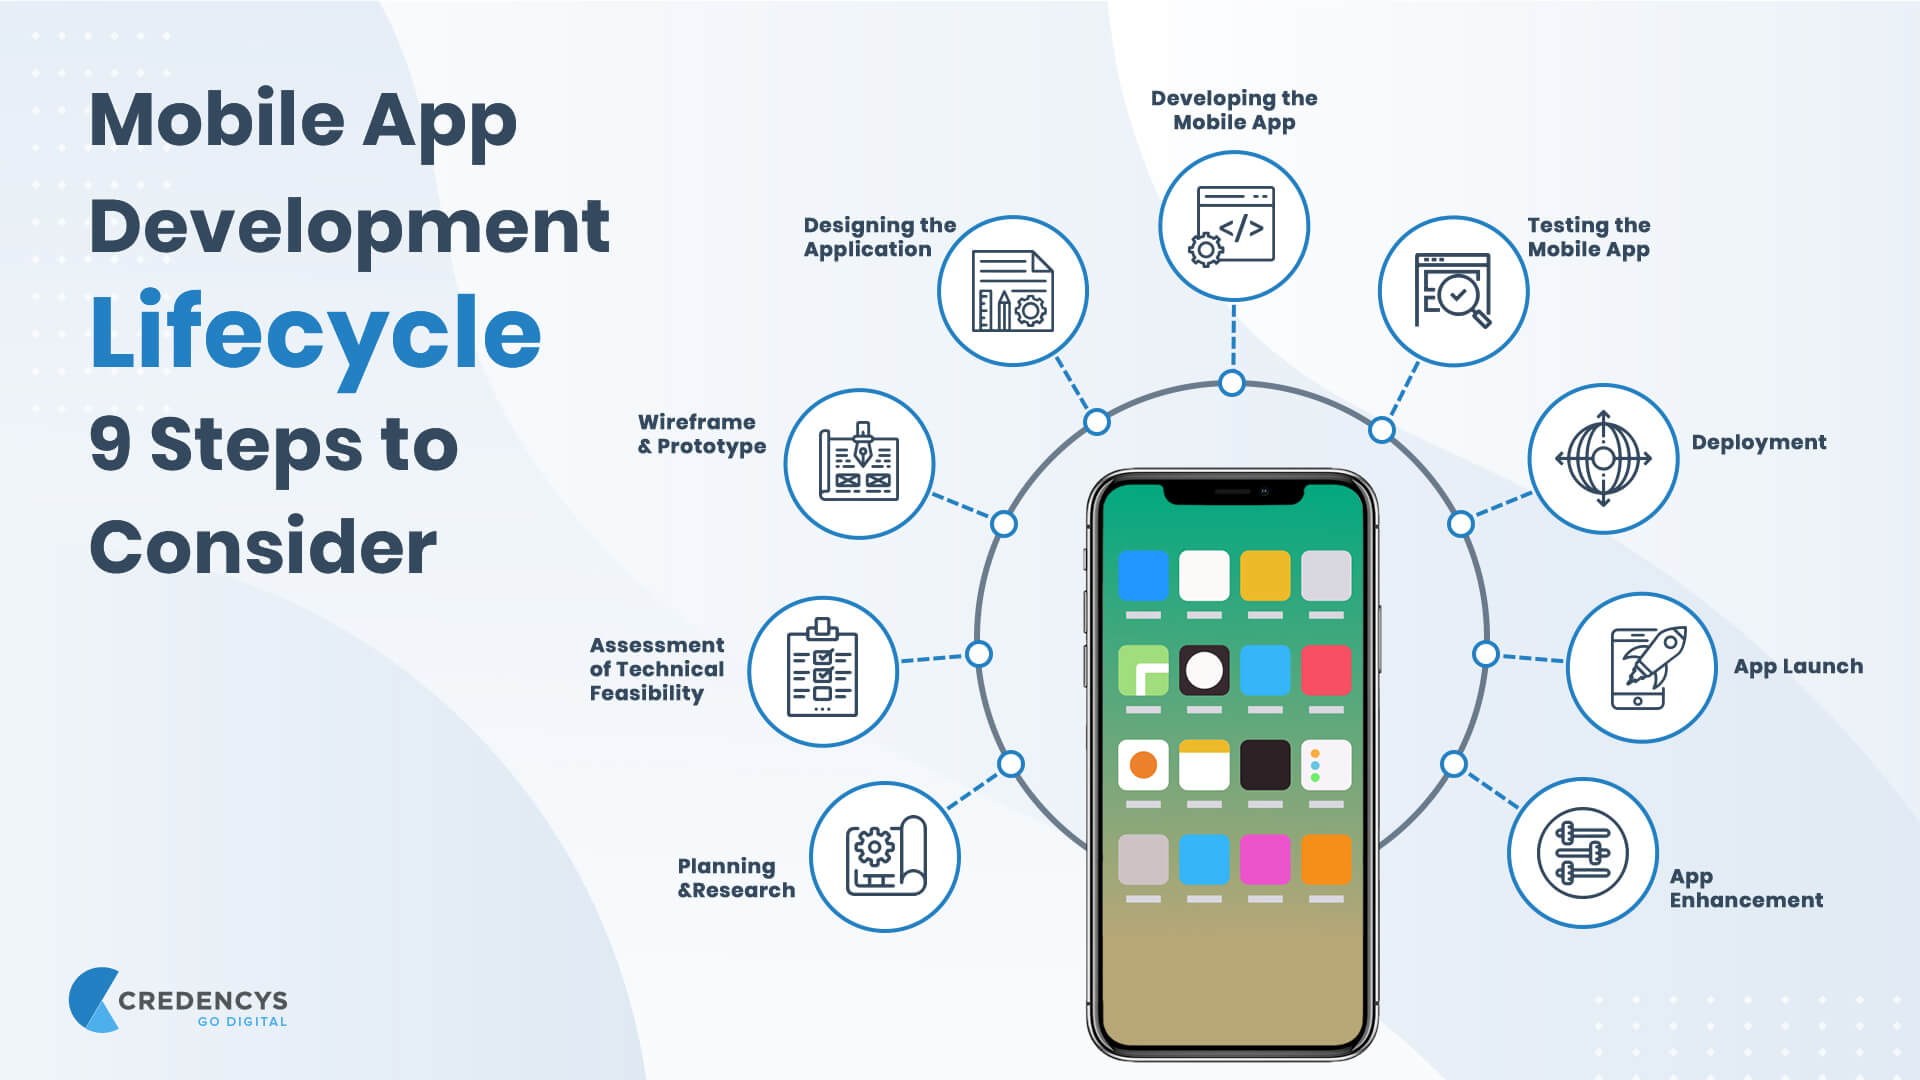 Mobile App
Development
Lifecycle
9 Steps to
Consider
Planning
&Research
Assessment
of Technical
Feasibility
Wireframe
& Prototype
Designing the
Application
Developing the
Mobile App
</>
Testing the
Mobile App
Deployment
App Launch
App
Enhancement
CREDENCYS
GO DIGITAL